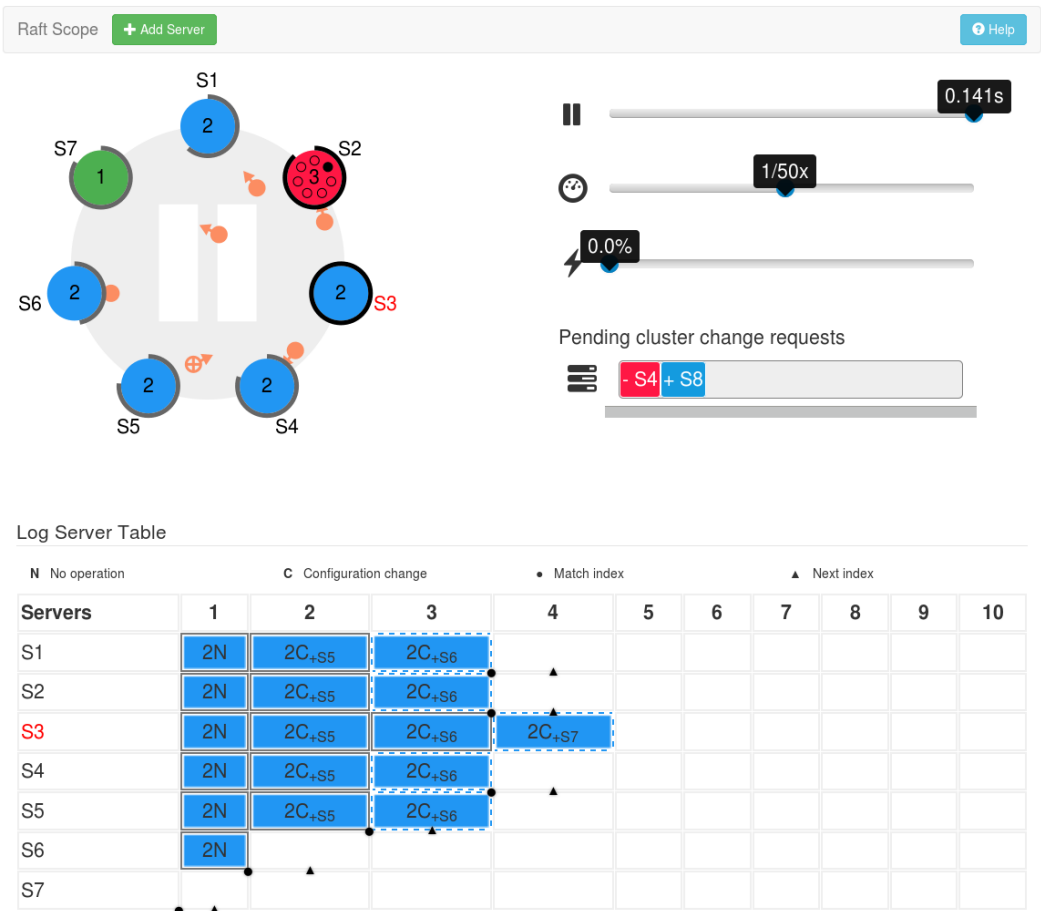 Raft Scope
Add Server
Help
S1
2
S7
1
S2
3
S6
2
2
S3
2
S5
2
S4
0.141s
1/50x
0.0%
Pending cluster change requests
- S4 + S8
Log Server Table
N No operation
C Configuration change
● Match index
▲ Next index
Servers 1 2 3 4 5 6 7 8 9 10
S1 2N 2C+S5 2C+S6
S2 2N 2C+S5 2C+S6
S3 2N 2C+S5 2C+S6 2C+S7
S4 2N 2C+S5 2C+S6
S5 2N 2C+S5 2C+S6
S6 2N
S7